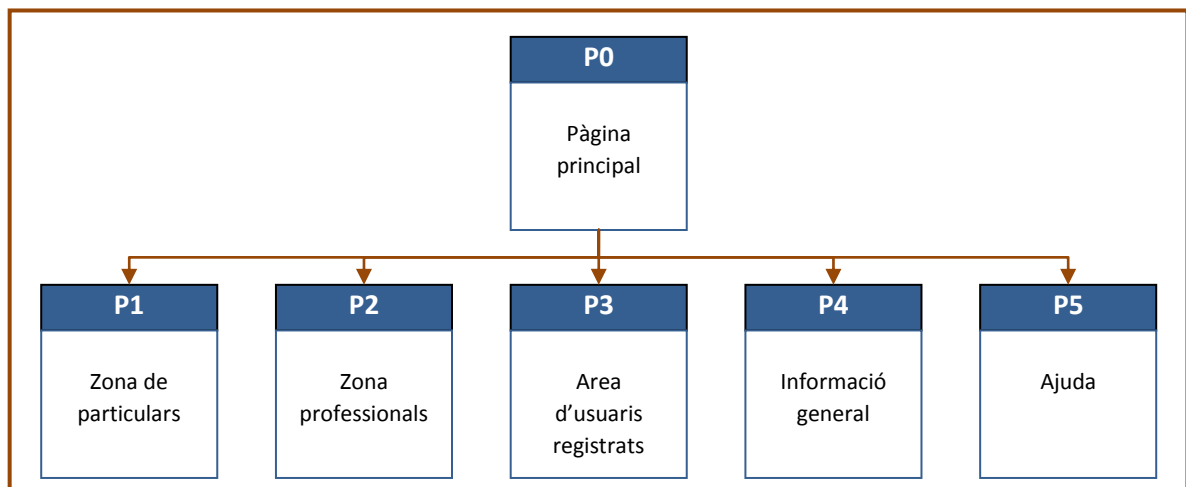 P0
Pàgina
principal
P1
Zona de
particulars
P2
Zona
professionals
P3
Area
d’usuaris
registrats
P4
Informació
general
P5
Ajuda